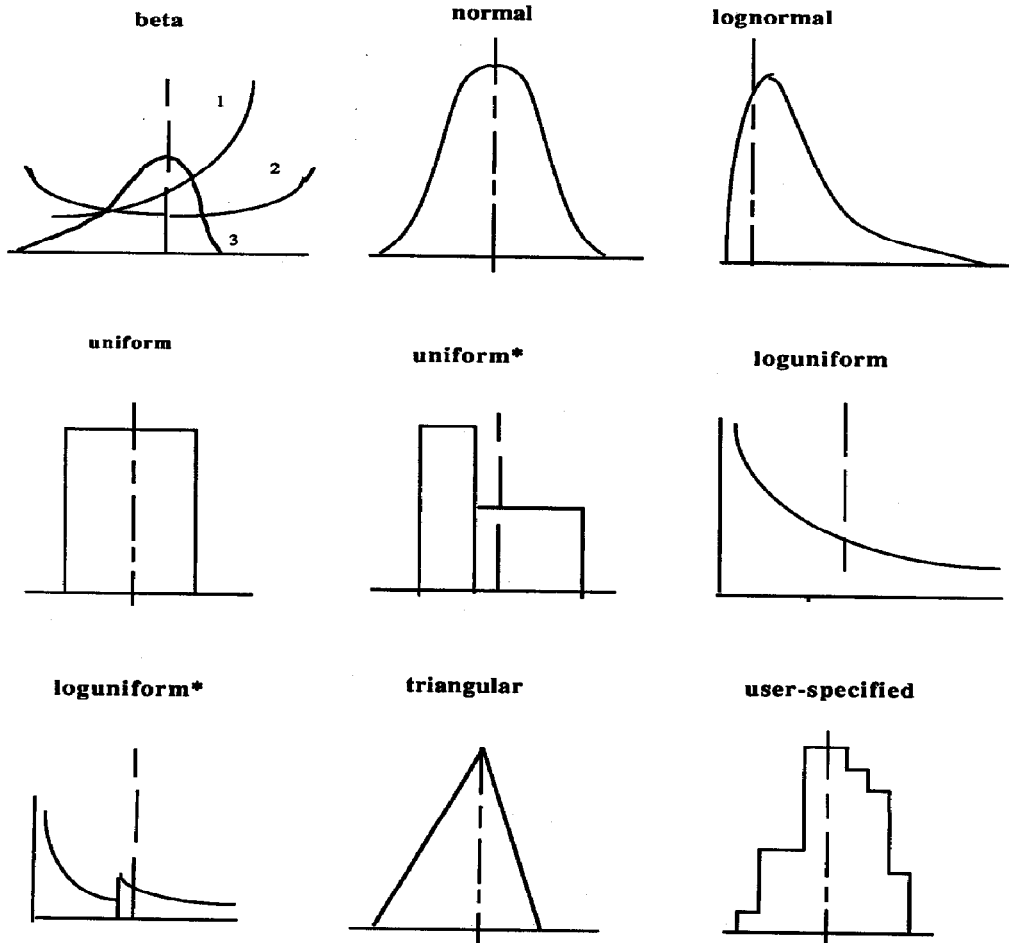 beta
normal
lognormal
1
2
3
uniform
uniform*
loguniform
loguniform*
triangular
user-specified